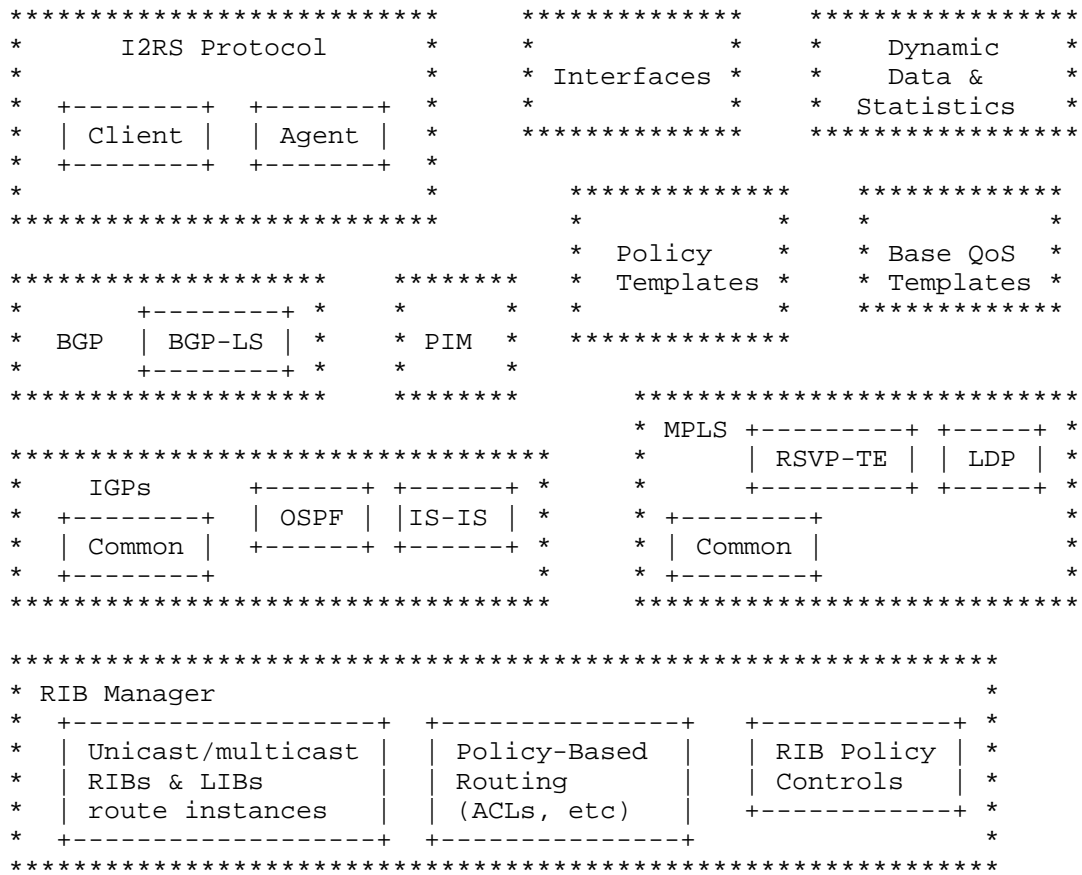 I2RS Protocol
Client
Agent
Interfaces
Dynamic
Data &
Statistics
Policy
Templates
Base QoS
Templates
BGP
BGP-LS
PIM
MPLS
RSVP-TE
LDP
Common
IGPs
OSPF
IS-IS
Common
RIB Manager
Unicast/multicast
RIBs & LIBs
route instances
Policy-Based
Routing
(ACLs, etc)
RIB Policy
Controls